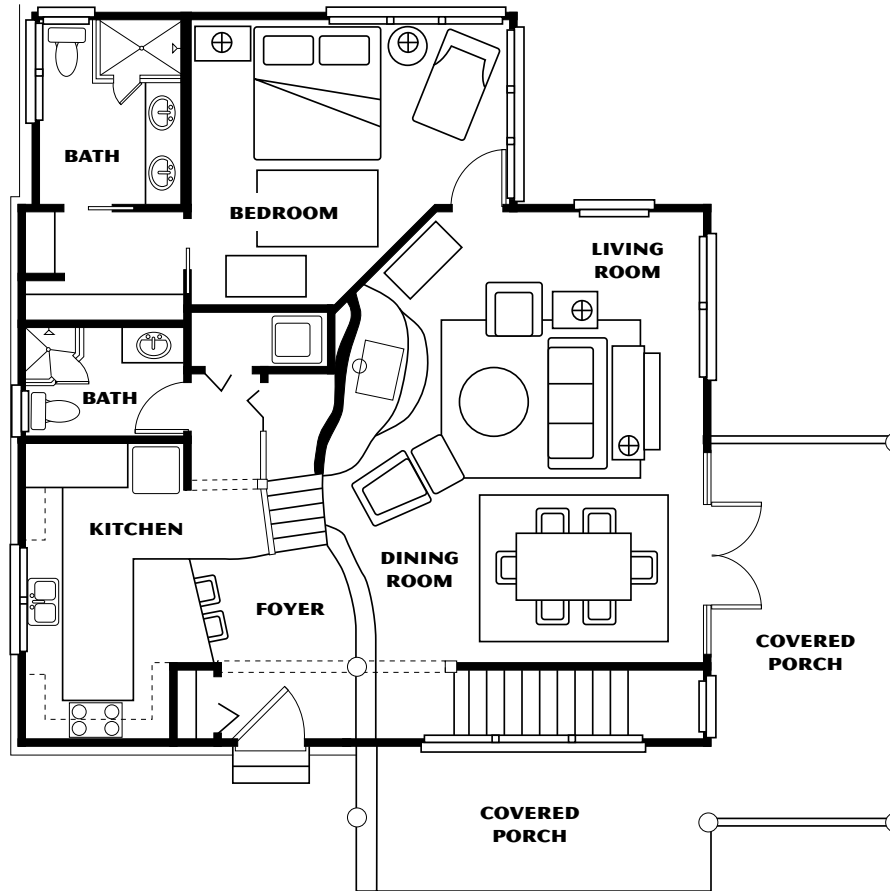 BATH
BEDROOM
LIVING
ROOM
BATH
KITCHEN
DINING
ROOM
FOYER
COVERED
PORCH
COVERED
PORCH